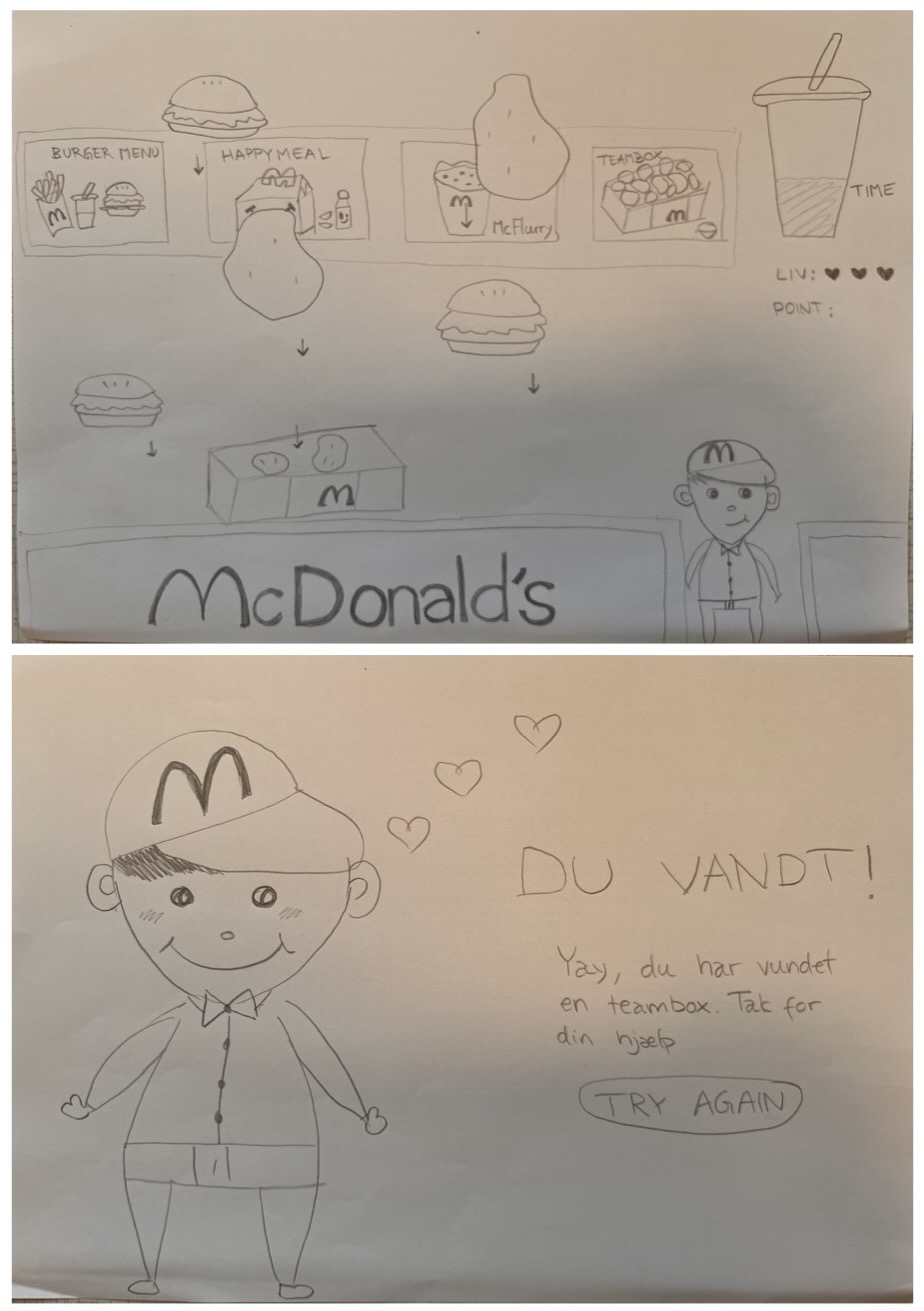 BURGER MENU
HAPPY MEAL
McFlurry
TEAMBOX
TIME
LIV:
POINT:
McDonald's
DU VANDT!
Yay, du har vundet
en teambox. Tak for
din hjælp
TRY AGAIN